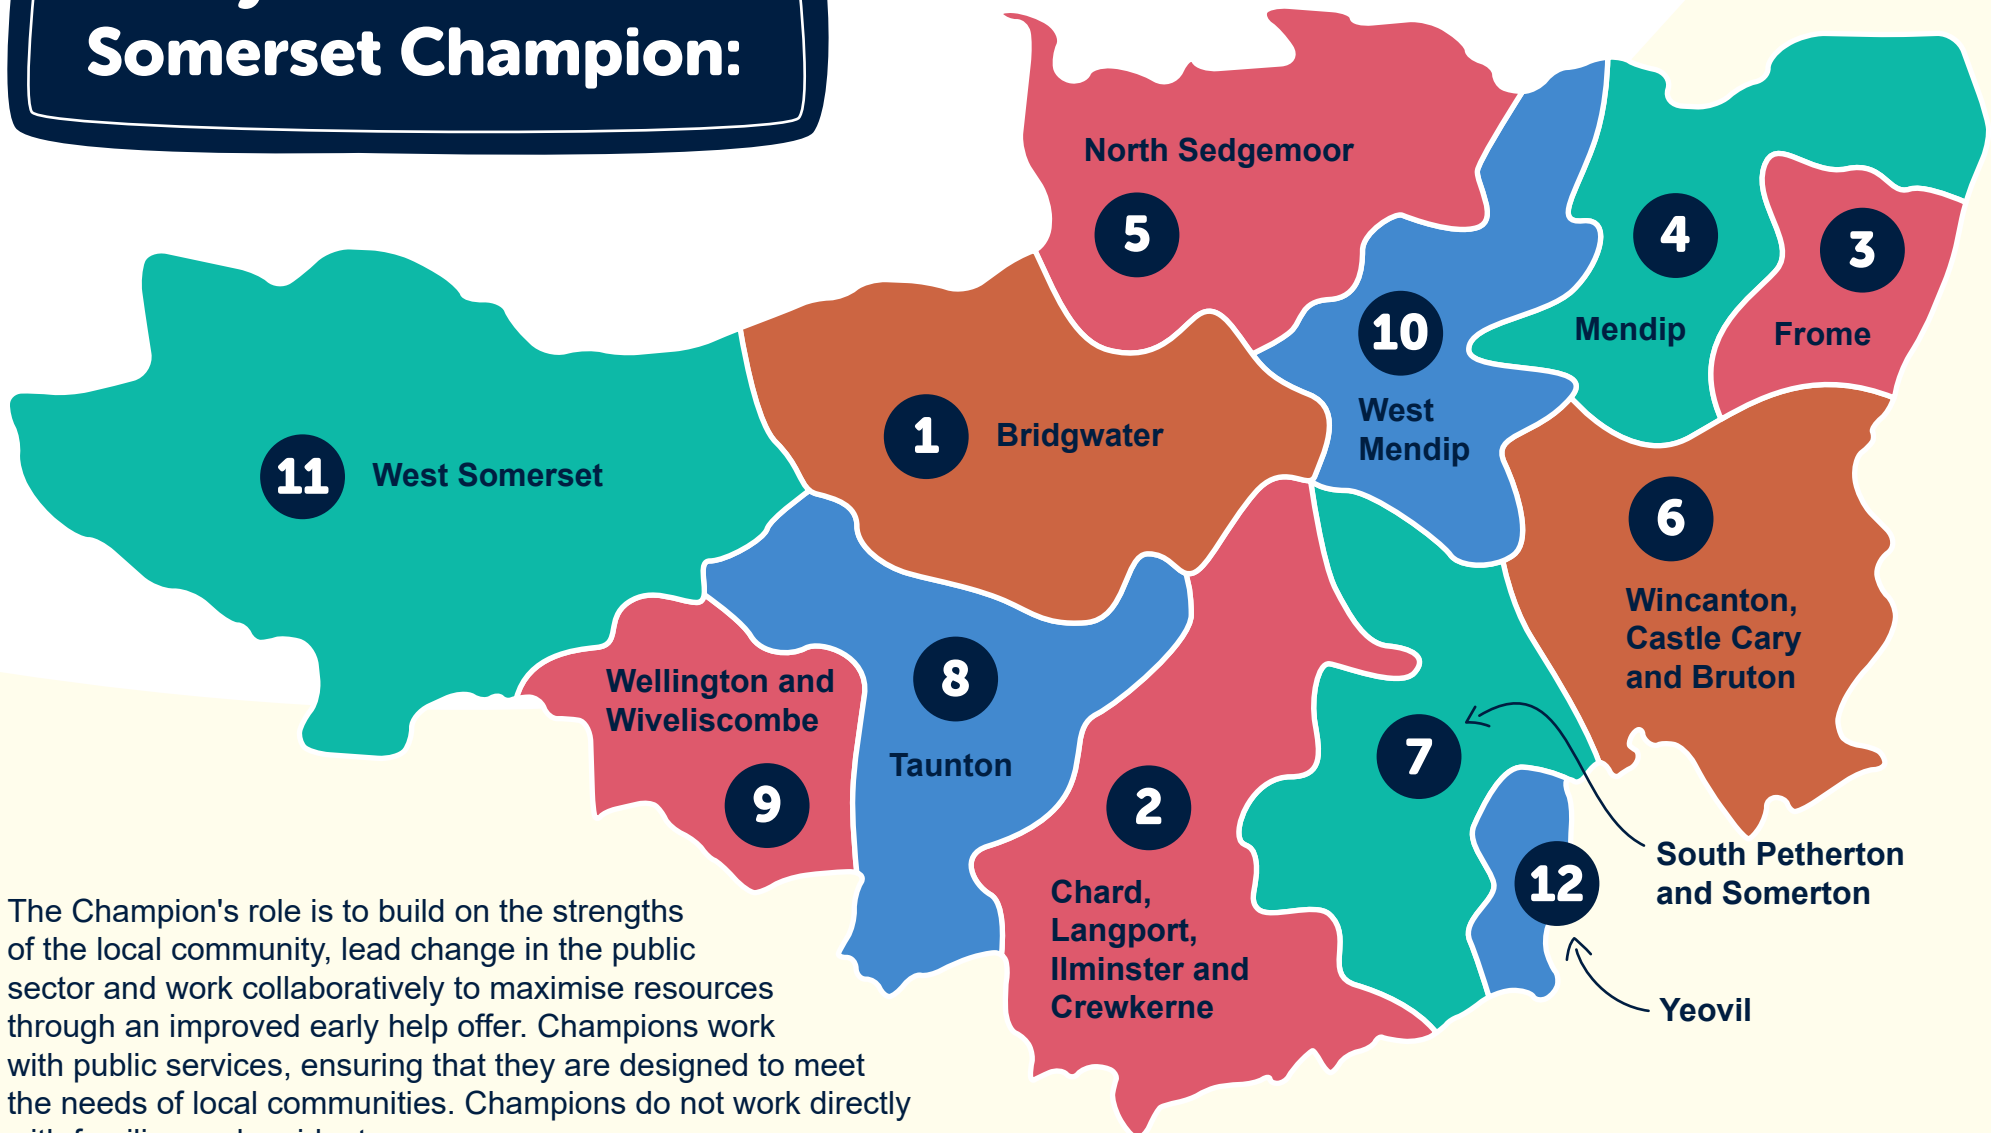 Somerset Champion:
North Sedgemoor
5
4
3
Mendip
Frome
10
West
Mendip
1
Bridgwater
11
West Somerset
6
Wincanton,
Castle Cary
and Bruton
Wellington and
Wiveliscombe
9
8
Taunton
7
2
Chard,
Langport,
Ilminster and
Crewkerne
12
South Petherton
and Somerton
Yeovil
The Champion's role is to build on the strengths
of the local community, lead change in the public
sector and work collaboratively to maximise resources
through an improved early help offer. Champions work
with public services, ensuring that they are designed to meet
the needs of local communities. Champions do not work directly